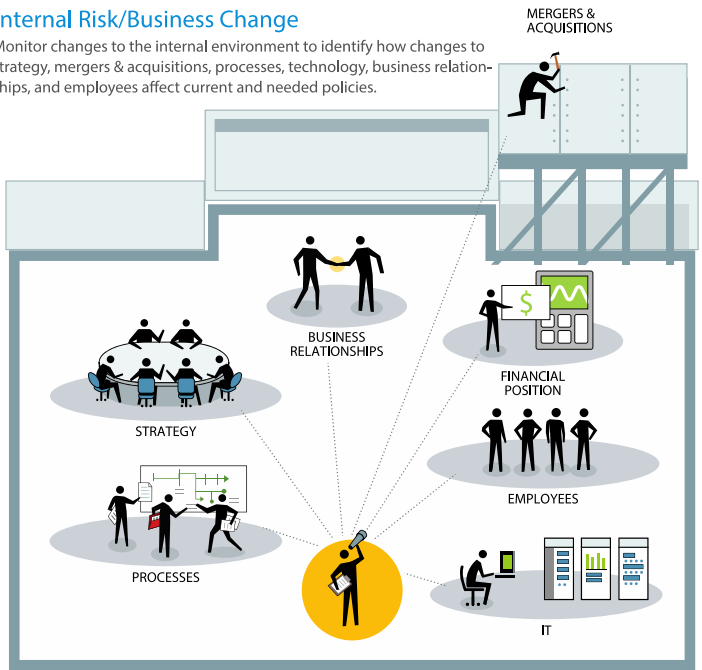 nternal Risk/Business Change
Monitor changes to the internal environment to identify how changes to
trategy, mergers & acquisitions, processes, technology, business relation-
hips, and employees affect current and needed policies.
MERGERS &
ACQUISITIONS
BUSINESS
RELATIONSHIPS
$
FINANCIAL
POSITION
STRATEGY
EMPLOYEES
PROCESSES
IT